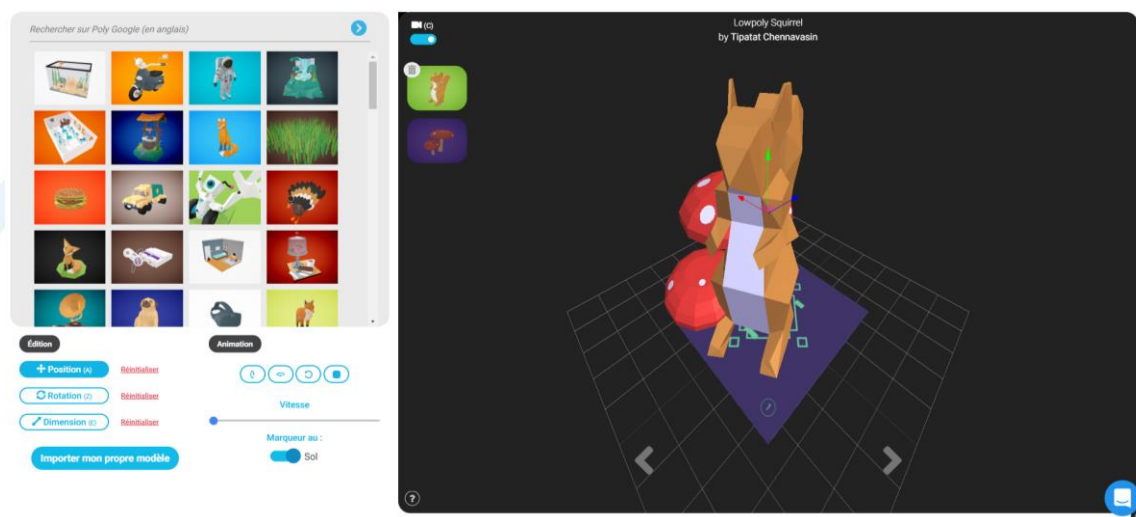 Rechercher sur Poly Google (en anglais)
Édition
Position (A)
Réinitialiser
Rotation (Z)
Réinitialiser
Dimension (E)
Réinitialiser
Importer mon propre modèle
Animation
Vitesse
Marqueur au :
Sol
(C)
Lowpoly Squirrel
by Tipatat Chennavasin
?